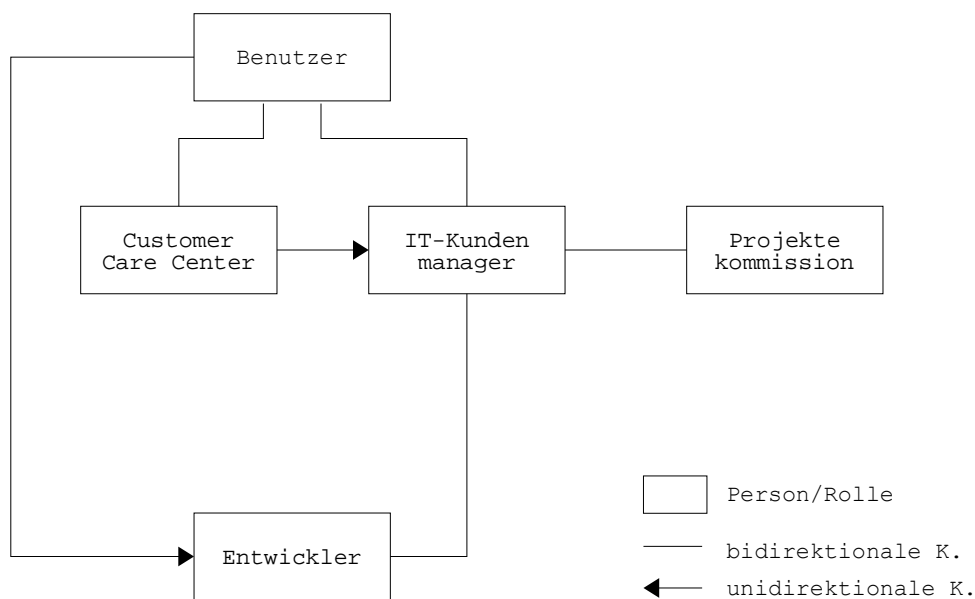 Benutzer
Customer
Care Center
IT-Kunden
manager
Projekte
kommission
Entwickler
Person/Rolle
bidirektionale K.
unidirektionale K.